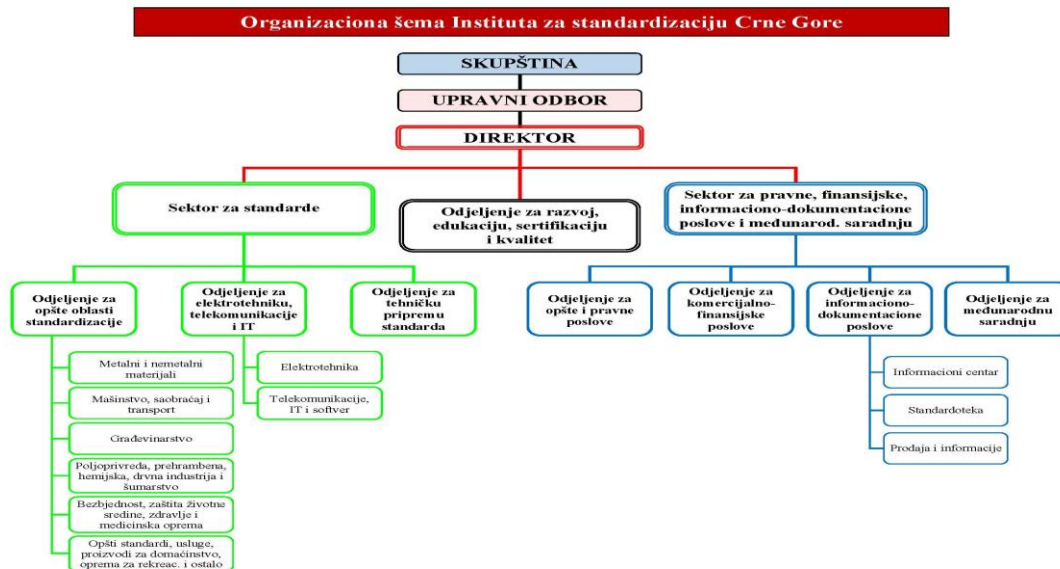 Organizaciona šema Instituta za standardizaciju Crne Gore
SKUPŠTINA
UPRAVNI ODBOR
DIREKTOR
Sektor za standarde
Odjeljenje za razvoj,
edukaciju, sertifikaciju
i kvalitet
Sektor za pravne, finansijske,
informaciono-dokumentacione
poslove i međunarod. saradnju
Odjeljenje za
opšte oblasti
standardizacije
Odjeljenje za
elektrotehniku,
telekomunikacije
i IT
Odjeljenje za
tehničku
pripremu
standarda
Odjeljenje za
opšte i pravne
poslove
Odjeljenje za
komercijalno-
finansijske
poslove
Odjeljenje za
informaciono-
dokumentacione
poslove
Odjeljenje za
međunarodnu
saradnju
Metalni i nemetalni
materijali
Mašinstvo, saobraćaj i
transport
Građevinarstvo
Poljoprivreda, prehrambena,
hemijska, drvna industrija i
šumarstvo
Bezbjednost, zaštita životne
sredine, zdravlje i
medicinska oprema
Opšti standardi, usluge,
proizvodi za domaćinstvo,
oprema za rekreac. i ostalo
Elektrotehnika
Telekomunikacije,
IT i softver
Informacioni centar
Standardoteka
Prodaja i informacije